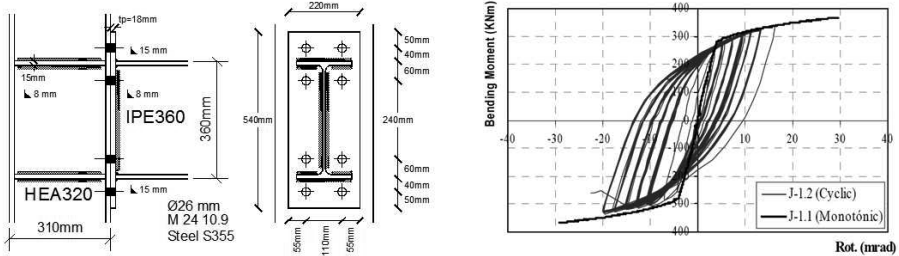 tp=18mm
15 mm
15mm
8 mm
8 mm
IPE360
360mm
HEA320
15 mm
310mm
Ø26 mm
M 24 10.9
Steel S355
220mm
540mm
50mm
40mm
60mm
240mm
60mm
40mm
50mm
55mm
110mm
55mm
Bending Moment (KNm)
400
300
200
100
0
-40
-30
-20
-10
0
10
20
30
40
400
J-1.2 (Cyclic)
J-1.1 (Monotónic)
Rot. (mrad)